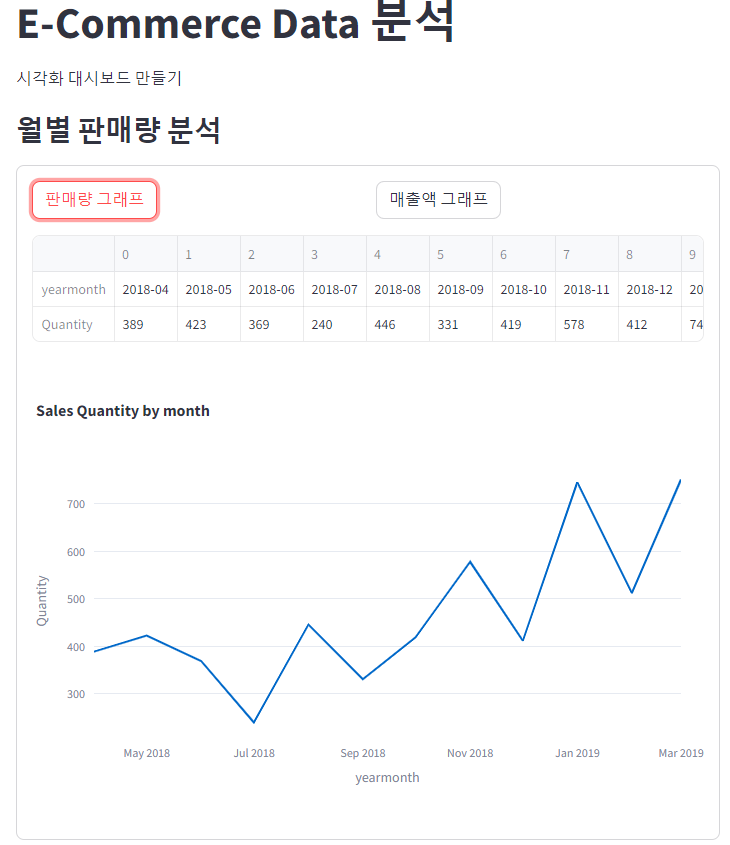 E-Commerce Data 분석
시각화 대시보드 만들기
월별 판매량 분석
판매량 그래프 매출액 그래프
0 1 2 3 4 5 6 7 8 9
yearmonth 2018-04 2018-05 2018-06 2018-07 2018-08 2018-09 2018-10 2018-11 2018-12 20
Quantity 389 423 369 240 446 331 419 578 412 74
Sales Quantity by month
700
600
500
400
300
Quantity
May 2018 Jul 2018 Sep 2018 Nov 2018 Jan 2019 Mar 2019
yearmonth